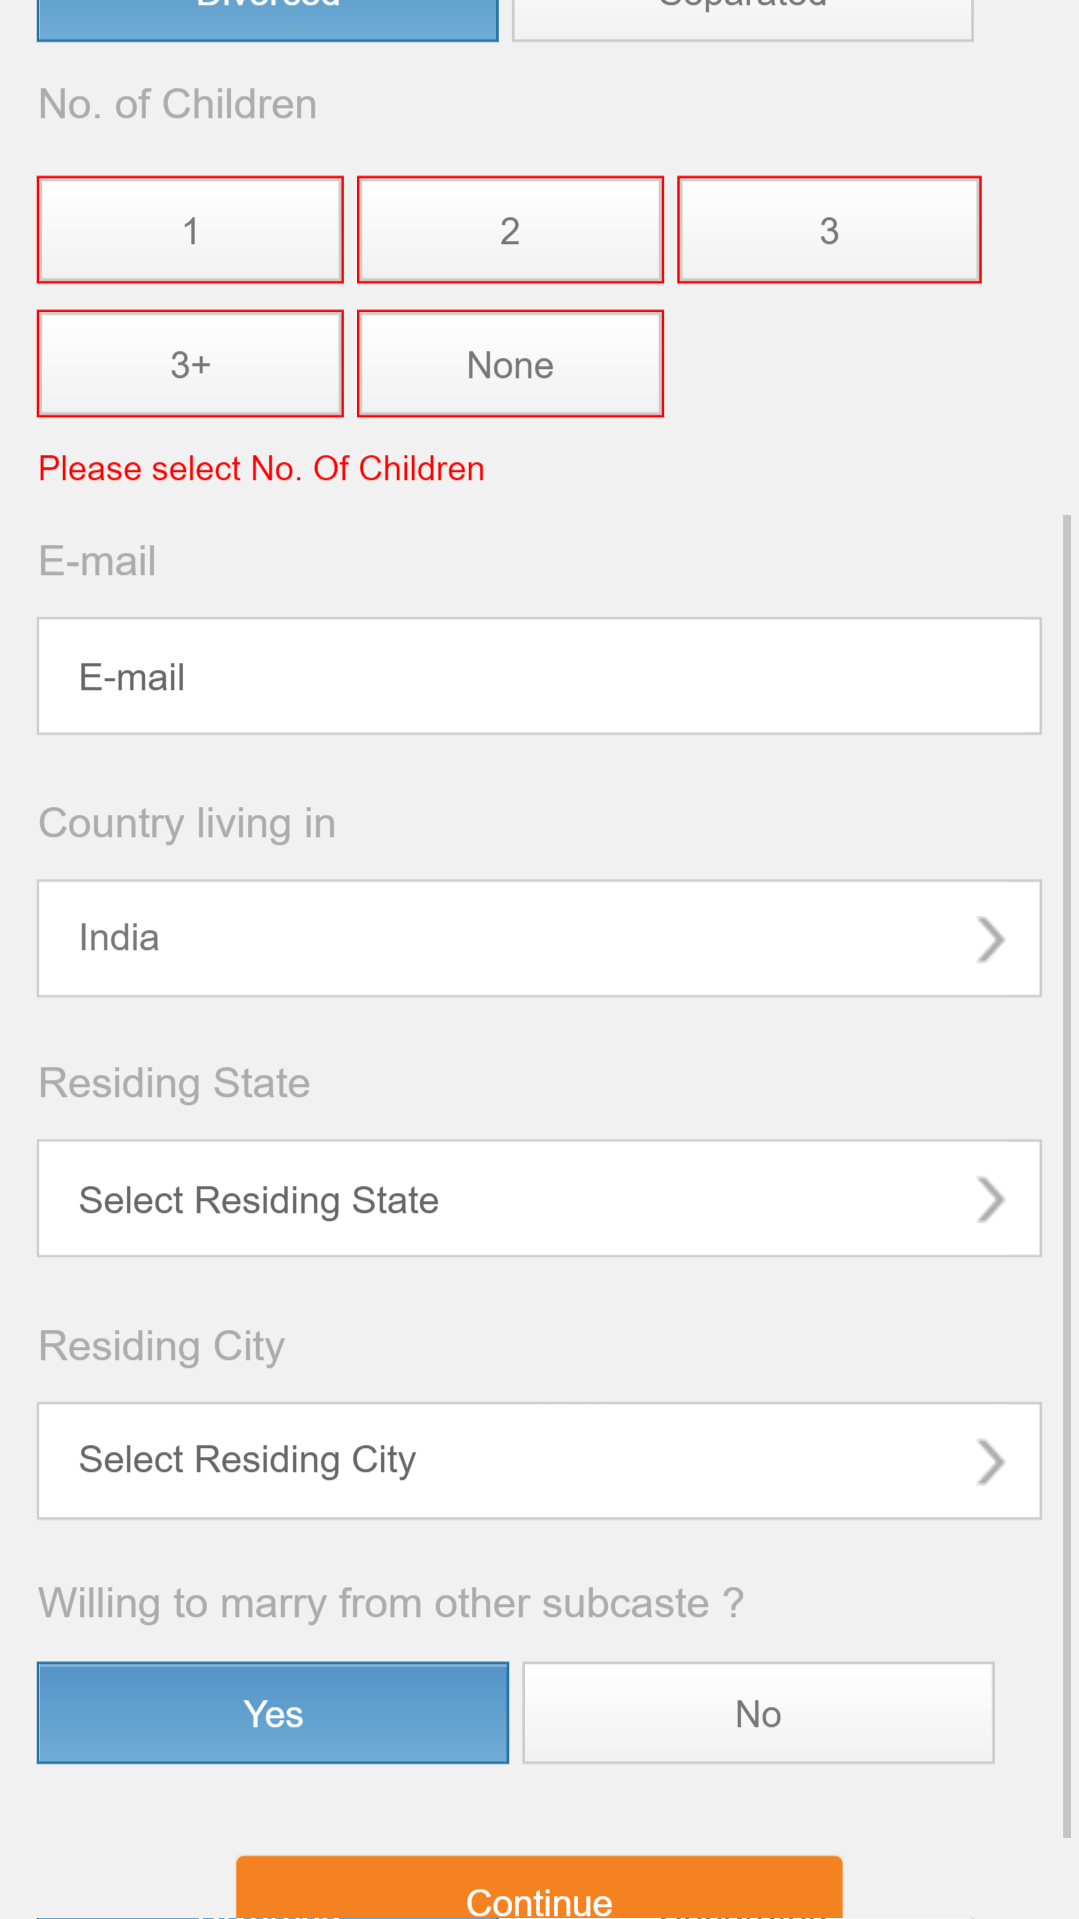 Divorced Separated
No. of Children
1 2 3
3+ None
Please select No. Of Children
E-mail
E-mail
Country living in
India
Residing State
Select Residing State
Residing City
Select Residing City
Willing to marry from other subcaste ?
Yes No
Continue